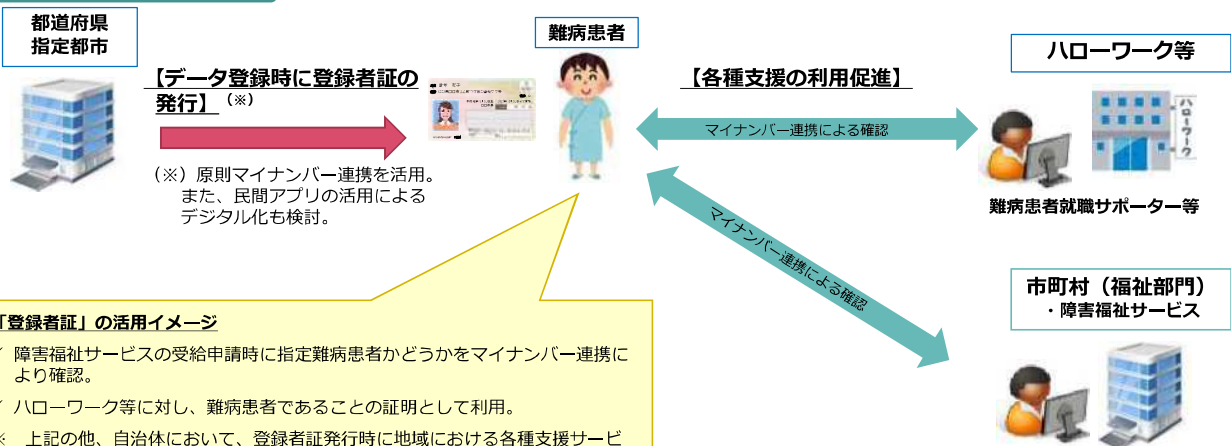 都道府県
指定都市
難病患者
ハローワーク等
【データ登録時に登録者証の
発行】（※）
【各種支援の利用促進】
マイナンバー連携による確認
ハローワーク
（※）原則マイナンバー連携を活用。
また、民間アプリの活用による
デジタル化も検討。
難病患者就職サポーター等
マイナンバー連携による確認
市町村（福祉部門）
・障害福祉サービス
「登録者証」の活用イメージ
障害福祉サービスの受給申請時に指定難病患者かどうかをマイナンバー連携に
より確認。
ハローワーク等に対し、難病患者であることの証明として利用。
※　上記の他、自治体において、登録者証発行時に地域における各種支援サービ